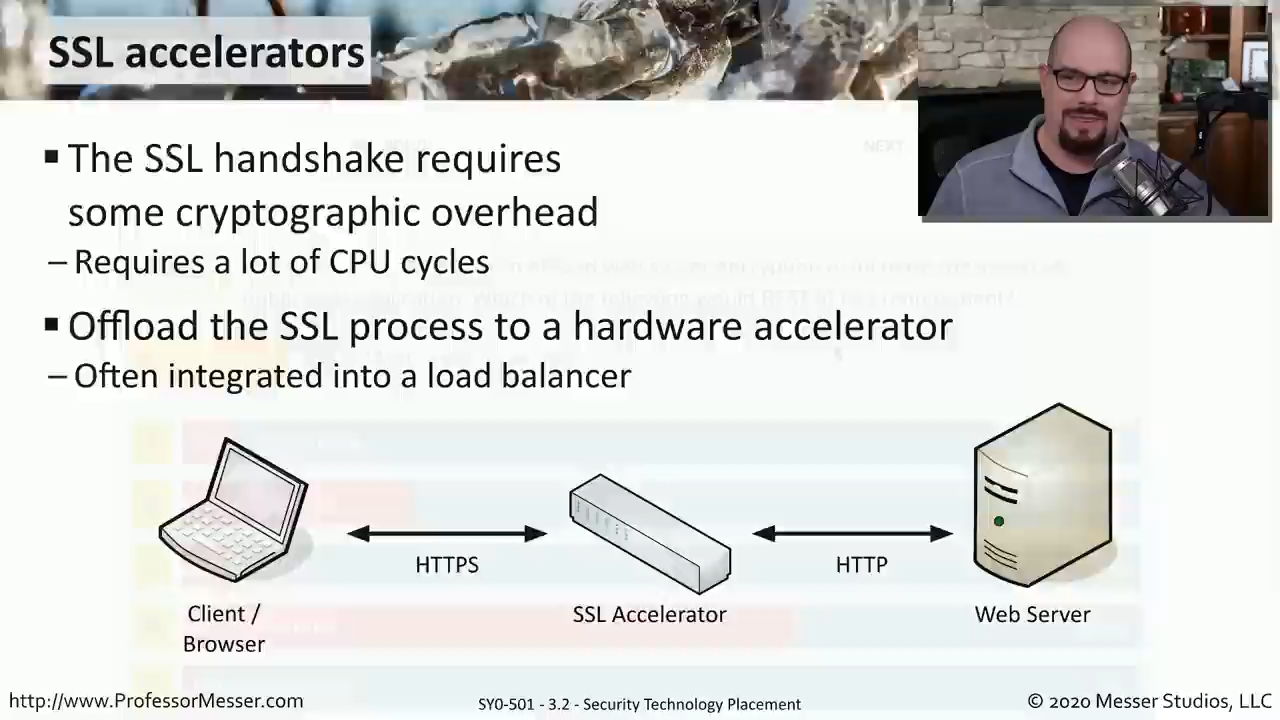 SSL accelerators
▪ The SSL handshake requires
some cryptographic overhead
– Requires a lot of CPU cycles
▪ Offload the SSL process to a hardware accelerator
– Often integrated into a load balancer
NEXT
HTTPS
HTTP
Client /
Browser
SSL Accelerator
Web Server
http://www.ProfessorMesser.com
SY0-501 - 3.2 - Security Technology Placement
© 2020 Messer Studios, LLC